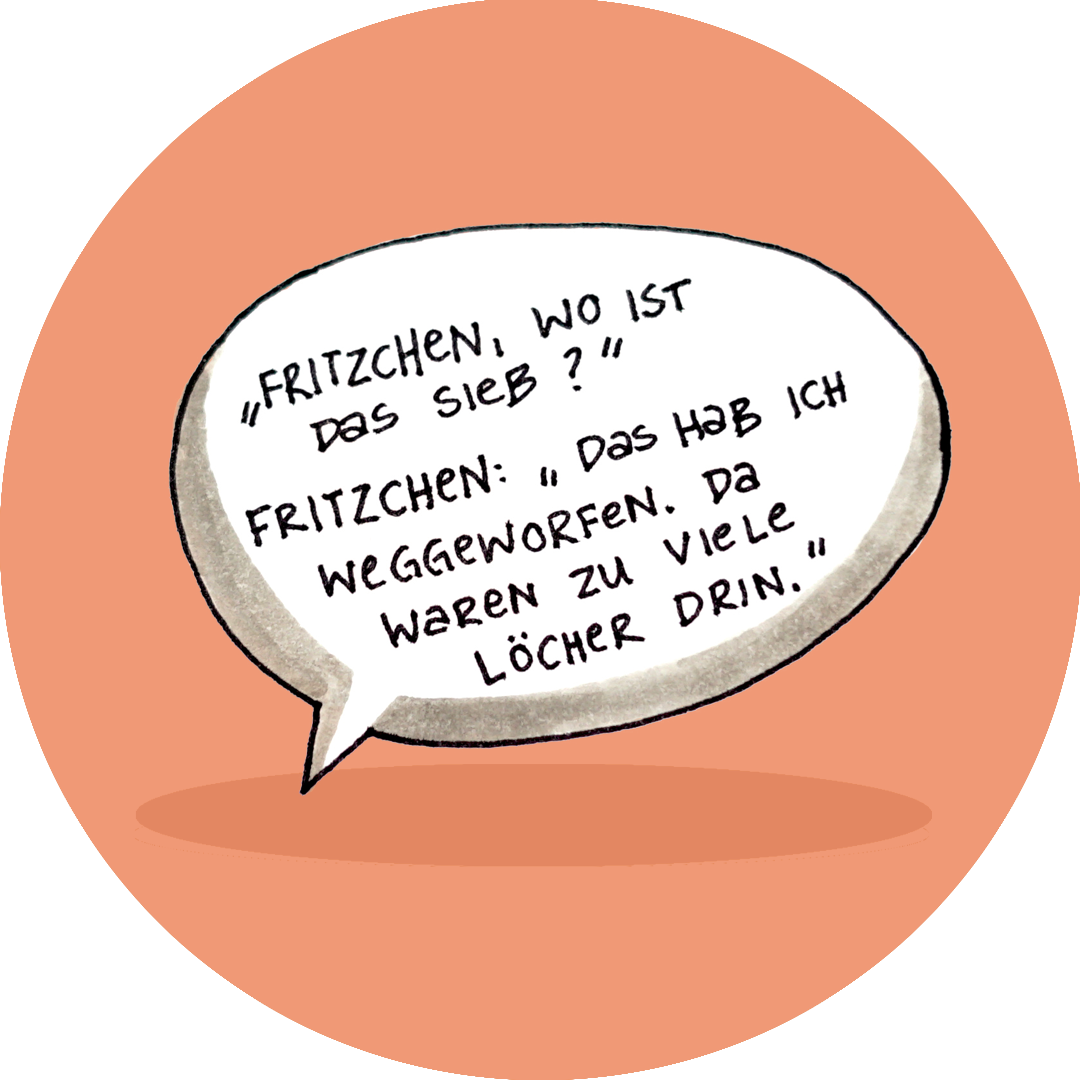 „FRITZCHEN, WO IST
DAS SIEB?"
FRITZCHEN: „DAS HAB ICH
WEGGEWORFEN. DA
WAREN ZU VIELE
LÖCHER DRIN."